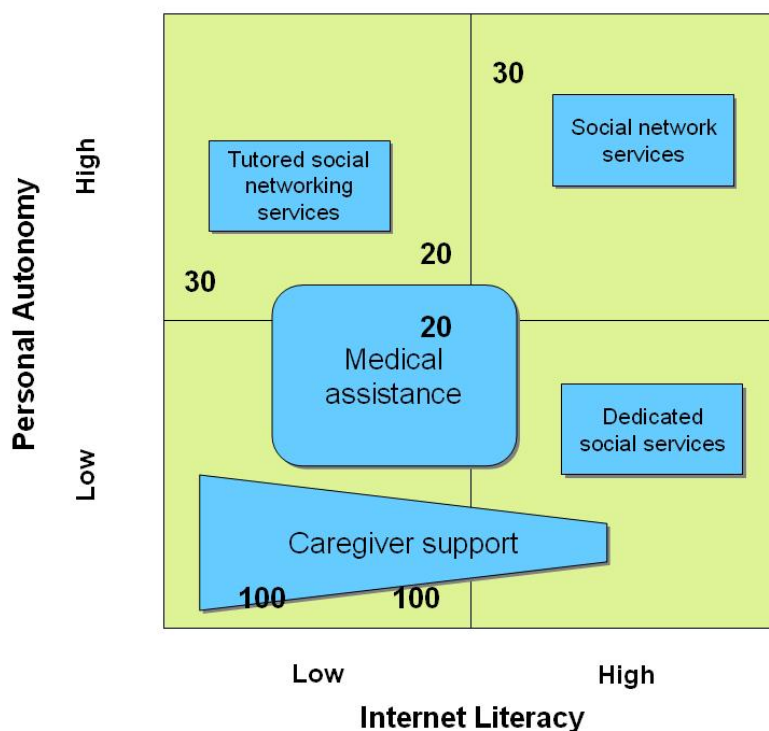 30
Social network
services
High
Tutored social
networking
services
20
30
Personal Autonomy
20
Medical
assistance
Dedicated
social services
Low
Caregiver support
100
100
Low
High
Internet Literacy